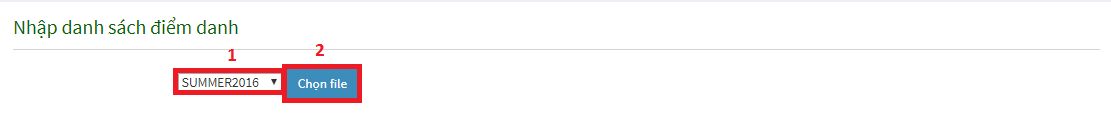 Nhập danh sách điểm danh
1 2
SUMMER2016 Chọn file